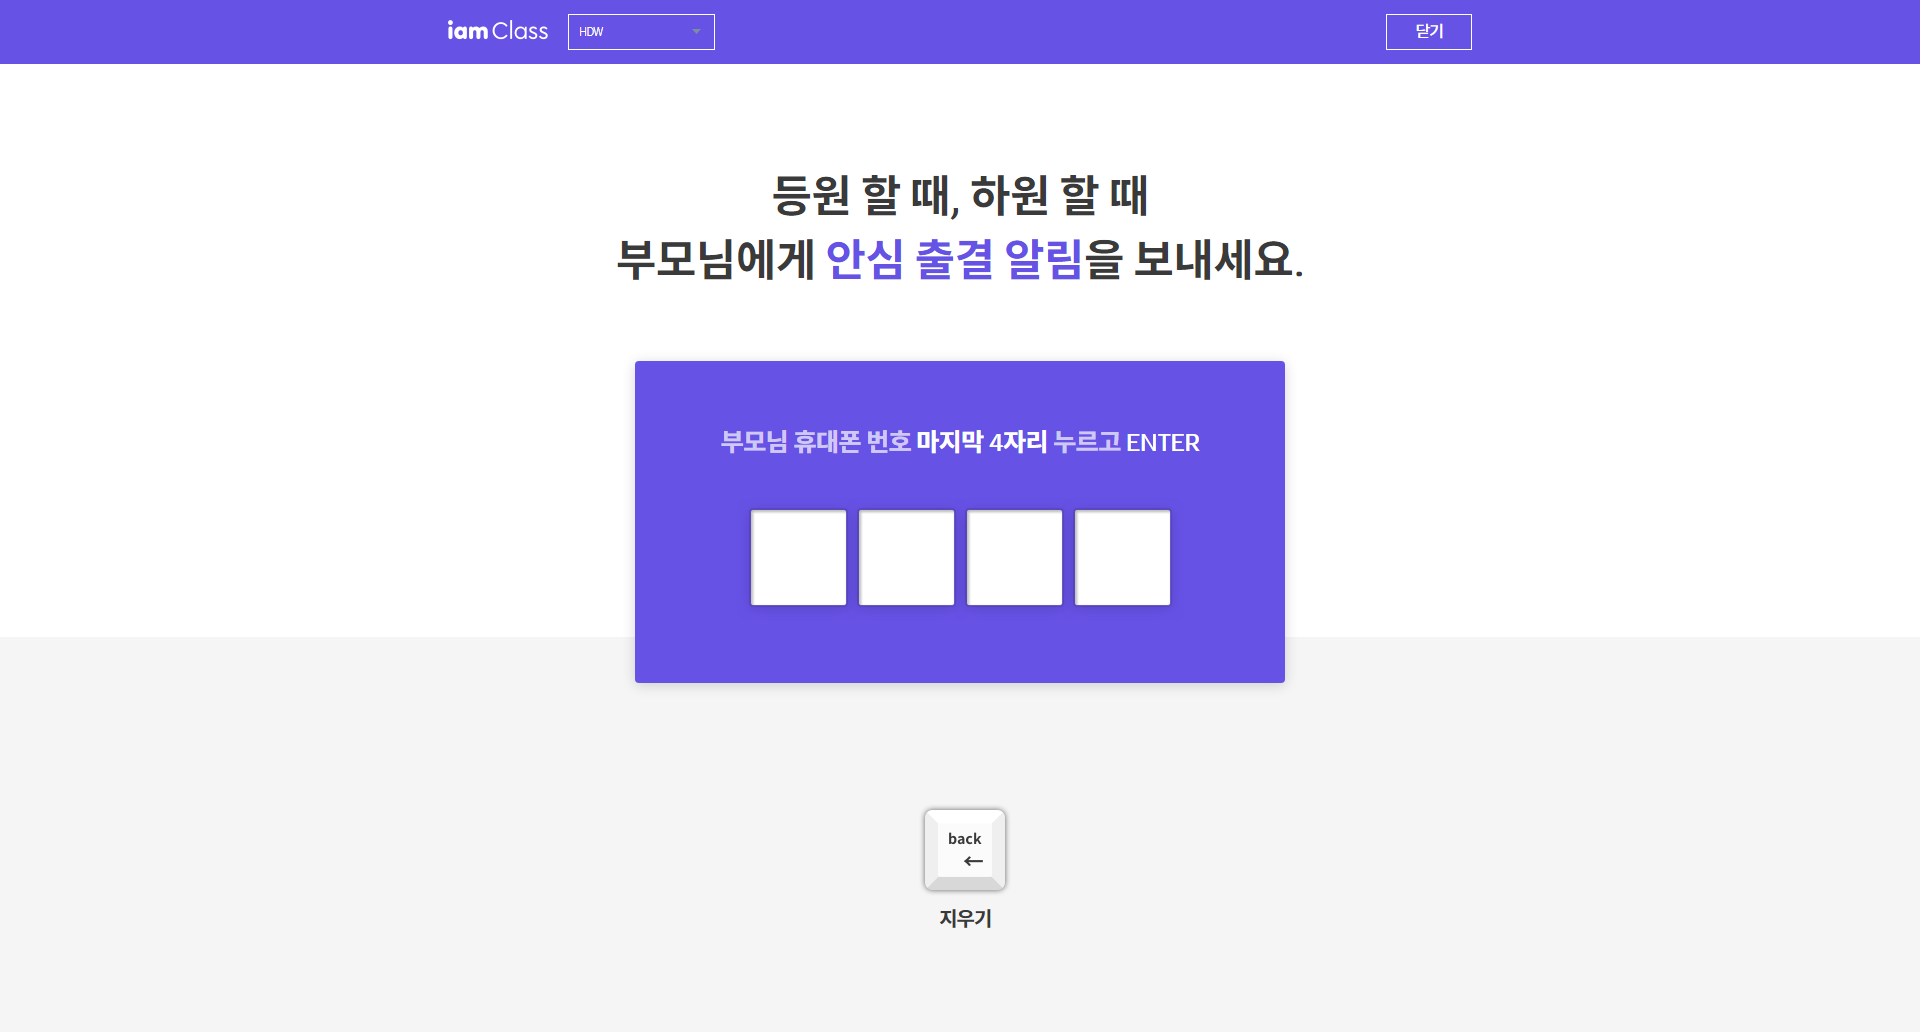 iam Class
HDW
닫기
등원 할 때, 하원 할 때
부모님에게 안심 출결 알림을 보내세요.
부모님 휴대폰 번호 마지막 4자리 누르고 ENTER
back
←
지우기